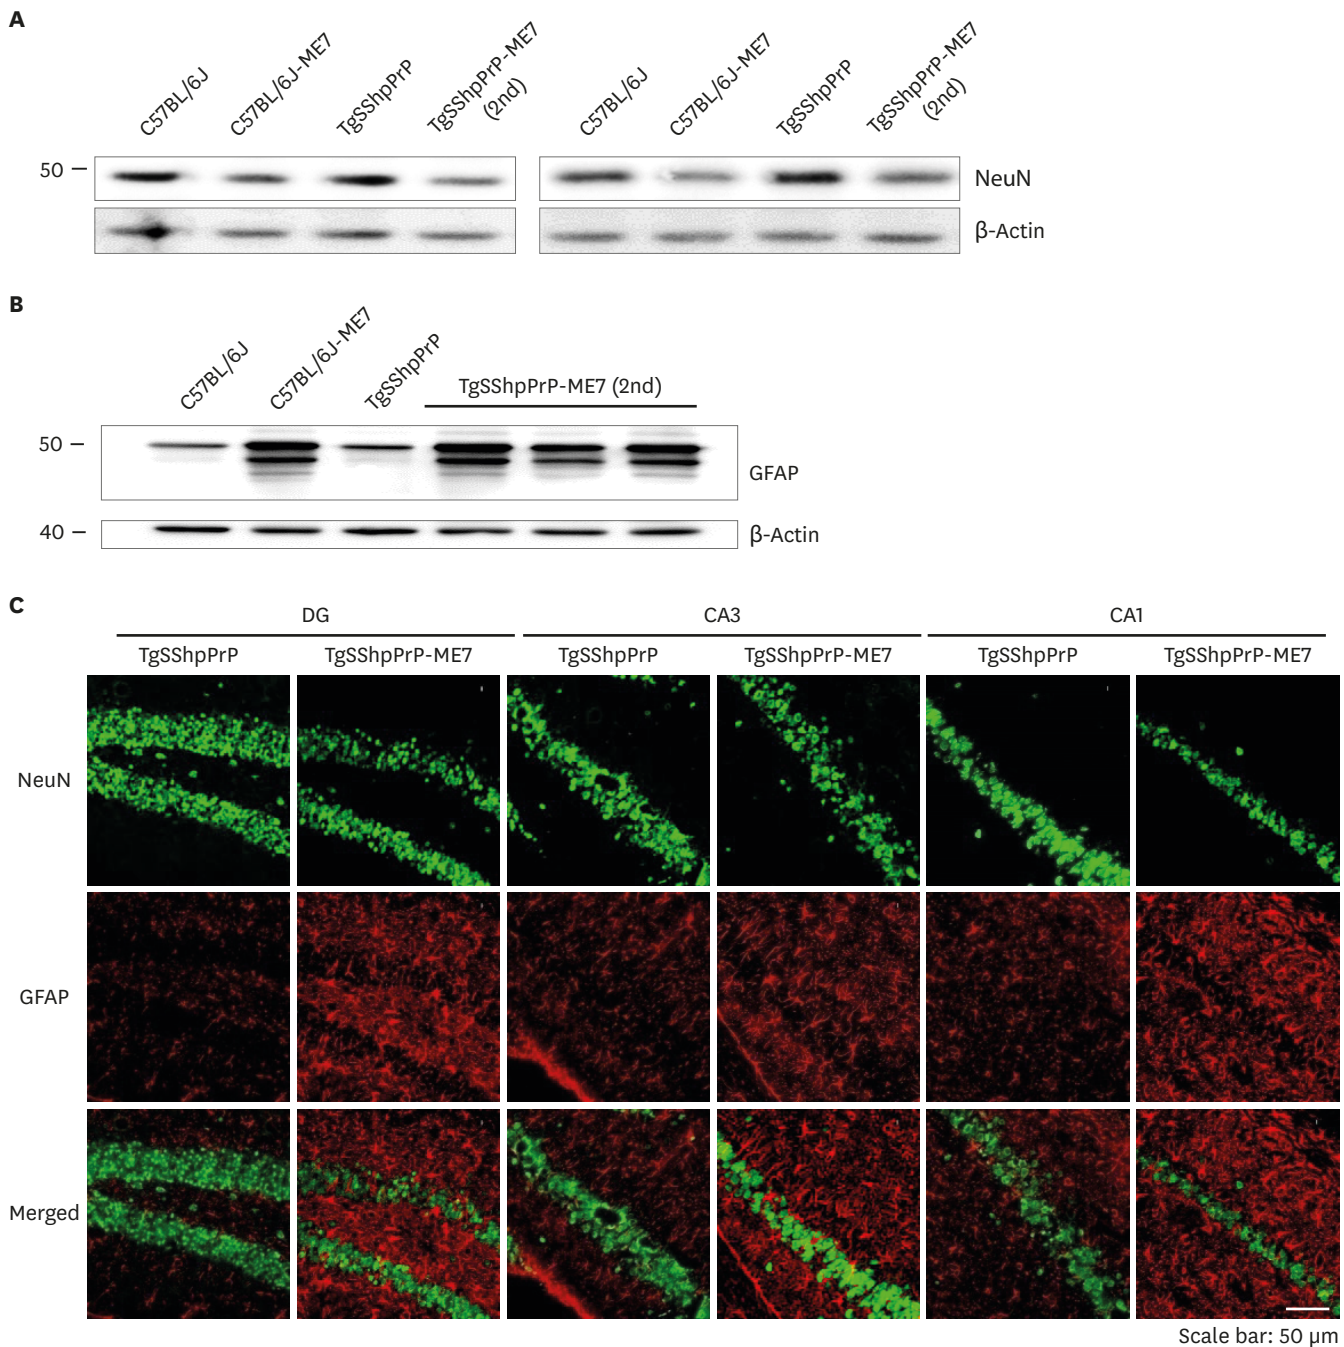 A
C57BL/6J
C57BL/6J-ME7
TgSShpPrP
TgSShpPrP-ME7
(2nd)
C57BL/6J
C57BL/6J-ME7
TgSShpPrP
TgSShpPrP-ME7
(2nd)
50
NeuN
β-Actin
B
C57BL/6J
C57BL/6J-ME7
TgSShpPrP
TgSShpPrP-ME7 (2nd)
50
GFAP
40
β-Actin
C
DG CA3 CA1
TgSShpPrP TgSShpPrP-ME7 TgSShpPrP TgSShpPrP-ME7 TgSShpPrP TgSShpPrP-ME7
NeuN
GFAP
Merged
Scale bar: 50 µm